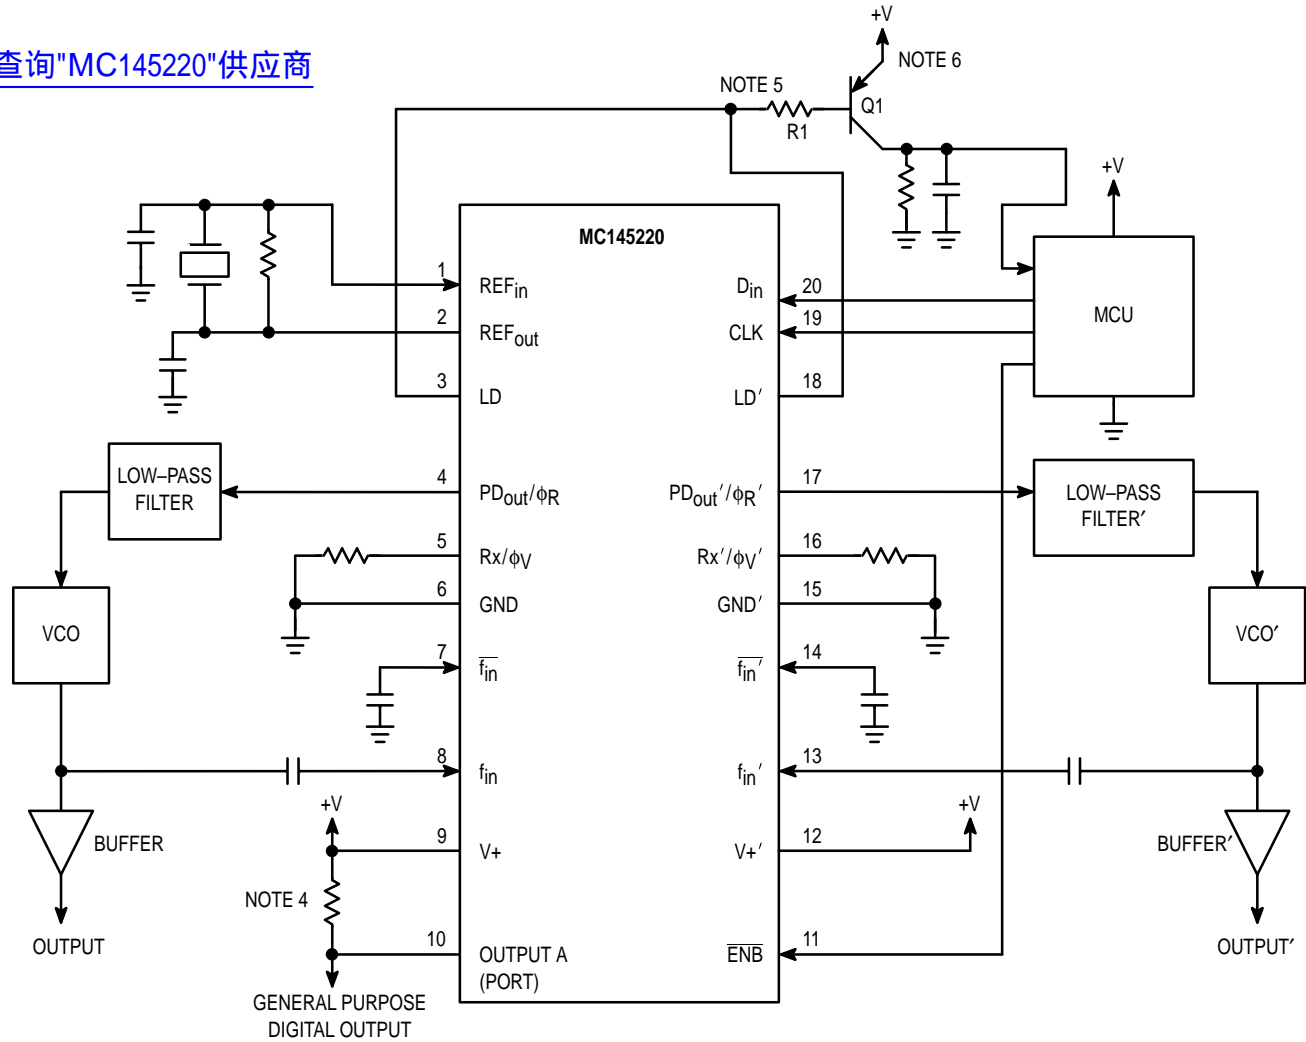 查询"MC145220"供应商
+V
NOTE 6
NOTE 5
Q1
R1
+V
MC145220
1
REFin
Din
20
MCU
2
REFout
CLK
19
3
LD
LD′
18
LOW–PASS
FILTER
4
PDout/ϕR
PDout′/ϕR′
17
LOW–PASS
FILTER′
5
Rx/ϕV
Rx′/ϕV′
16
6
GND
GND′
15
VCO
VCO′
7
fin
fin′
14
8
fin
fin′
13
+V
+V
BUFFER
9
V+
V+′
12
BUFFER′
NOTE 4
OUTPUT
10
OUTPUT A
(PORT)
ENB
11
OUTPUT′
GENERAL PURPOSE
DIGITAL OUTPUT